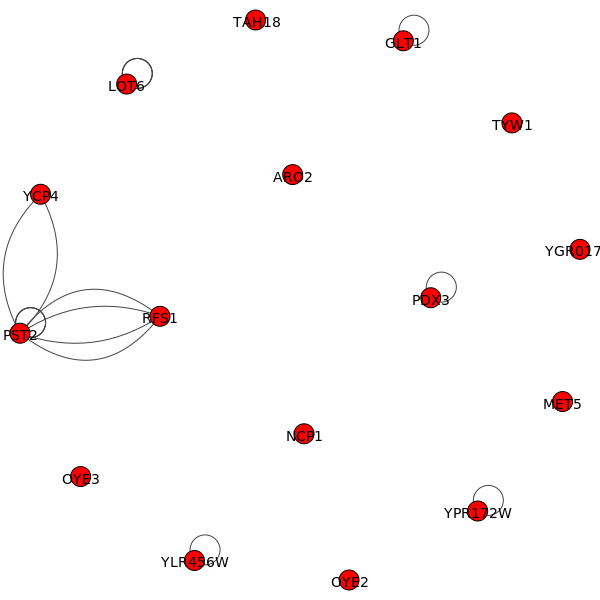 TAH18
GLT1
LOT6
TYW1
ARO2
YCP4
YGR017
PDX3
RFS1
PST2
MET5
NCP1
OYE3
YPR172W
YLR456W
OYE2